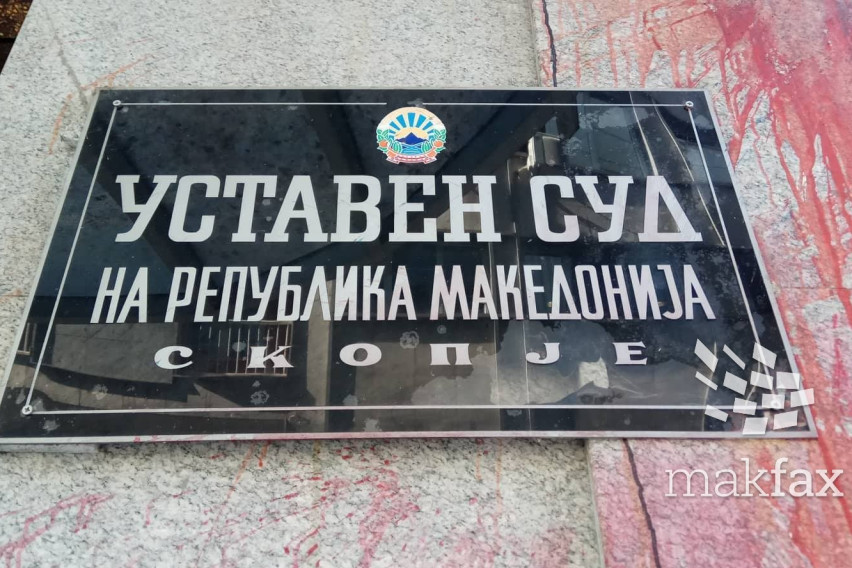 УСТАВЕН СУД
НА РЕПУБЛИКА МАКЕДОНИЈА
СКОПЈЕ
makfax